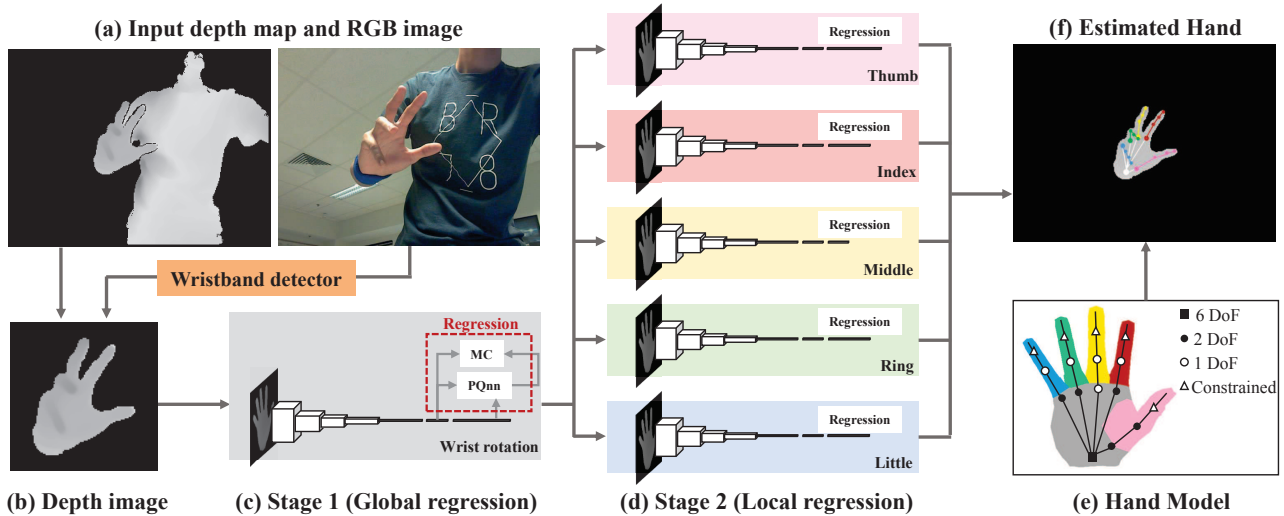 (a) Input depth map and RGB image
BAR
78
Wristband detector
(b) Depth image
Regression
MC
PQnn
Wrist rotation
(c) Stage 1 (Global regression)
Regression
Thumb
Regression
Index
Regression
Middle
Regression
Ring
Regression
Little
(d) Stage 2 (Local regression)
(f) Estimated Hand
6 DoF
2 DoF
1 DoF
Constrained
(e) Hand Model